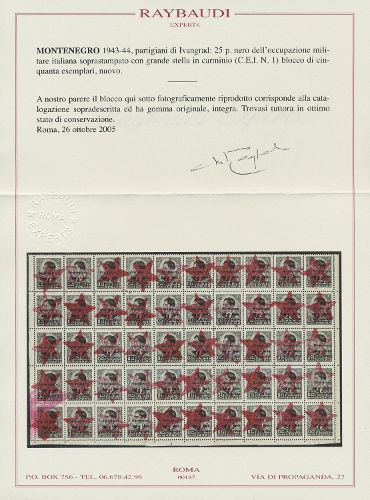 RAYBAUDI
EXPERTS
MONTENEGRO 1943-44, partigiani di Ivangrad: 25 p. nero dell'occupazione mili-
tare italiana soprastampato con grande stella in carminio (C.E.I. N. 1) blocco di cin-
quanta esemplari, nuovo.
A nostro parere il blocco qui sotto fotograficamente riprodotto corrisponde alla cata-
logazione sopradescritta ed ha gomma originale, integra. Trovasi tuttora in ottimo
stato di conservazione.
Roma, 26 ottobre 2005
RAYBAUDI
ROMA
EXPERTS
ROMA
00187
P.O. BOX 756 - TEL. 06.678.42.96
VIA DI PROPAGANDA, 27